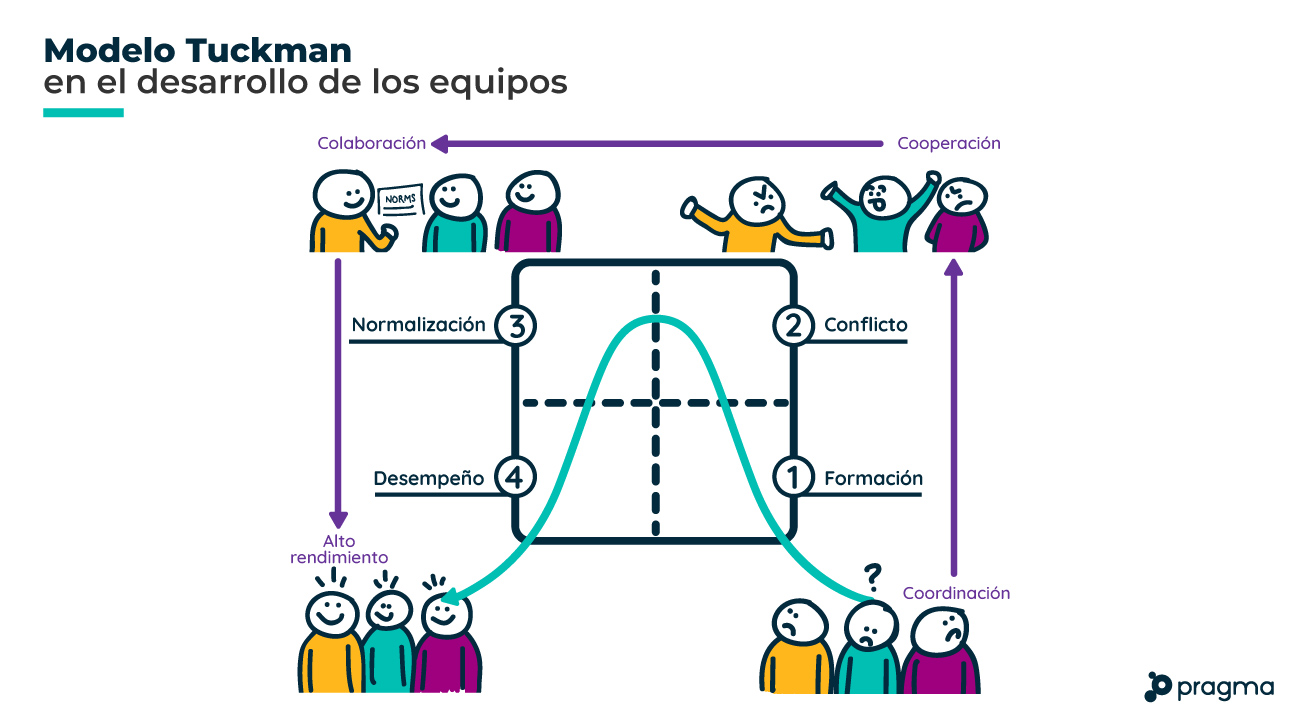 Modelo Tuckman
en el desarrollo de los equipos
Colaboración
Cooperación
NORMS
Normalización
3
2
Conflicto
Desempeño
4
1
Formación
Alto
rendimiento
?
Coordinación
pragma